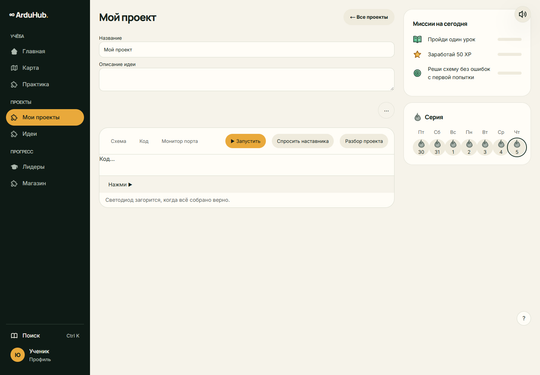 ArduHub.
УЧЁБА
Главная
Карта
Практика
ПРОЕКТЫ
Мои проекты
Идеи
ПРОГРЕСС
Лидеры
Магазин
Поиск Ctrl K
Ю
Ученик
Профиль
Мой проект
← Все проекты
Название
Мой проект
Описание идеи
...
Схема Код Монитор порта ▶ Запустить Спросить наставника Разбор проекта
Код...
Нажми ▶
Светодиод загорится, когда всё собрано верно.
Миссии на сегодня
Пройди один урок
Заработай 50 XP
Реши схему без ошибок
с первой попытки
Серия
Пт Сб Вс Пн Вт Ср Чт
30 31 1 2 3 4 5
?